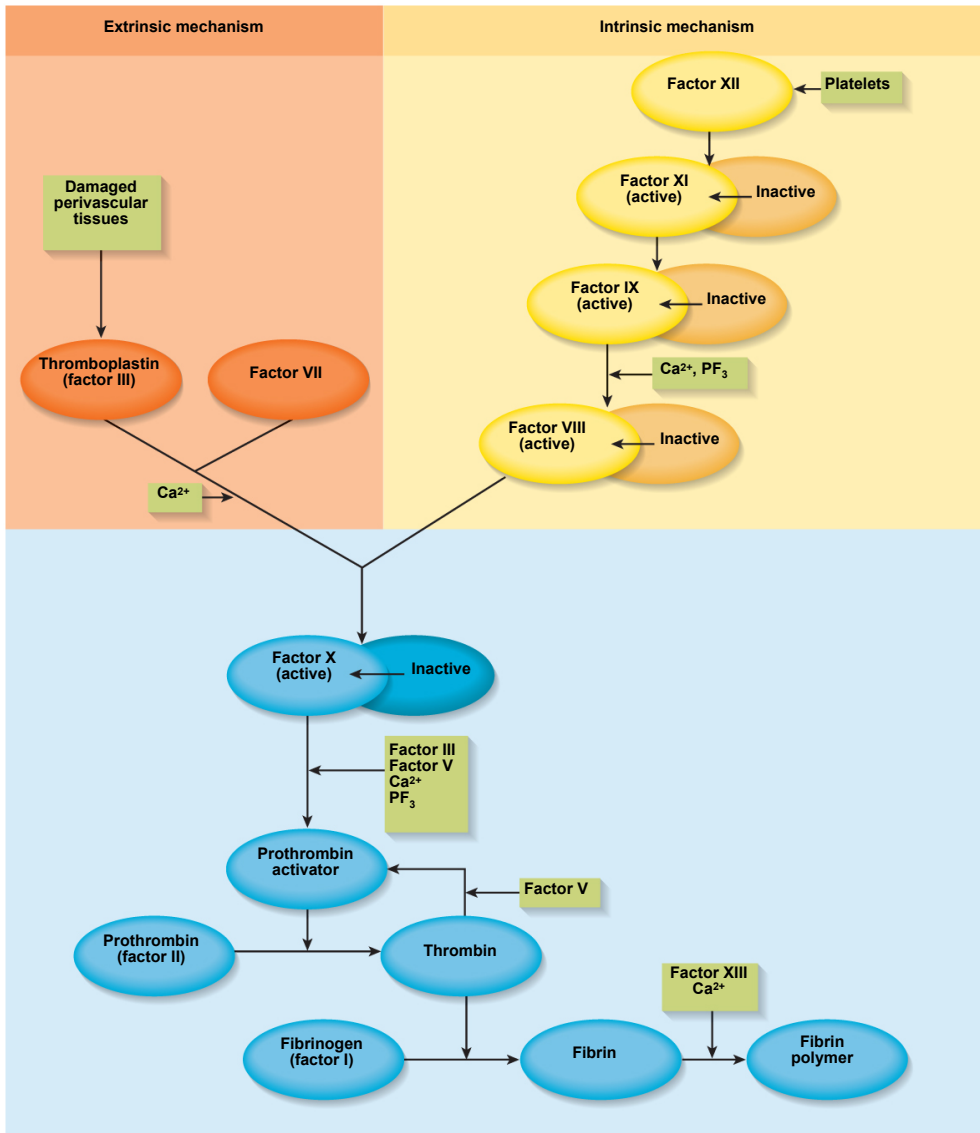 Extrinsic mechanism
Intrinsic mechanism
Factor XII
Platelets
Factor XI
(active)
Inactive
Damaged
perivascular
tissues
Factor IX
(active)
Inactive
Thromboplastin
(factor III)
Factor VII
Ca²⁺, PF₃
Factor VIII
(active)
Inactive
Ca²⁺
Factor X
(active)
Inactive
Factor III
Factor V
Ca²⁺
PF₃
Prothrombin
activator
Factor V
Prothrombin
(factor II)
Thrombin
Factor XIII
Ca²⁺
Fibrinogen
(factor I)
Fibrin
Fibrin
polymer